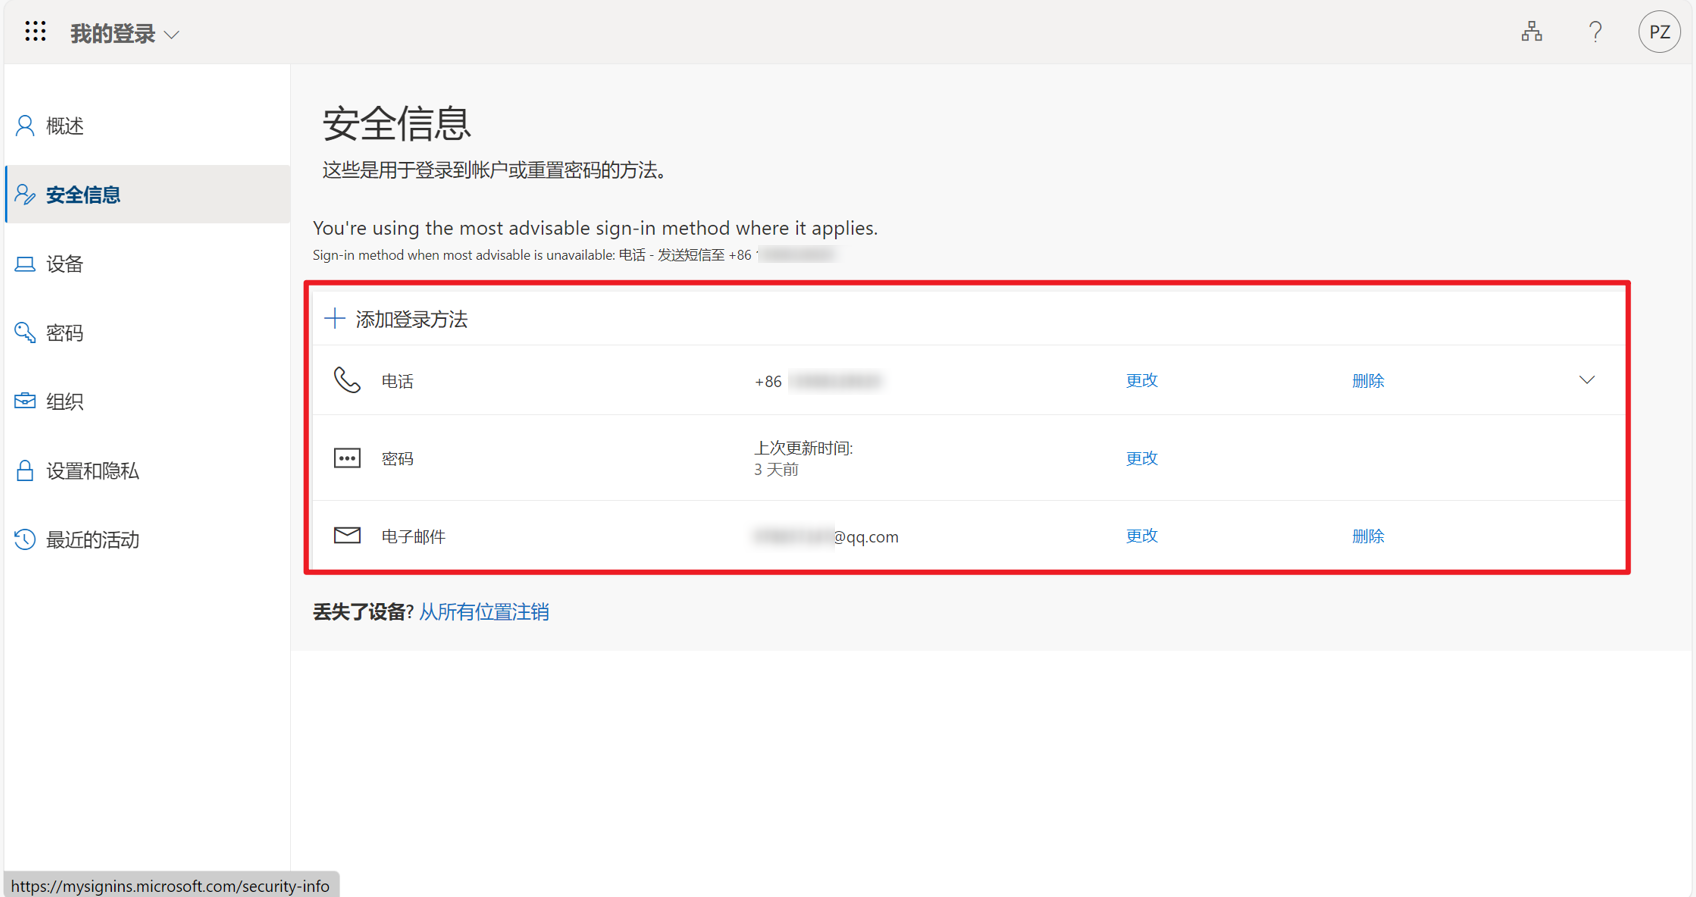 我的登录
PZ
概述
安全信息
设备
密码
组织
设置和隐私
最近的活动
安全信息
这些是用于登录到帐户或重置密码的方法。
You're using the most advisable sign-in method where it applies.
Sign-in method when most advisable is unavailable: 电话 - 发送短信至 +86
添加登录方法
电话 +86 更改 删除
密码 上次更新时间: 更改
3 天前
电子邮件 @qq.com 更改 删除
丢失了设备? 从所有位置注销
https://mysignins.microsoft.com/security-info